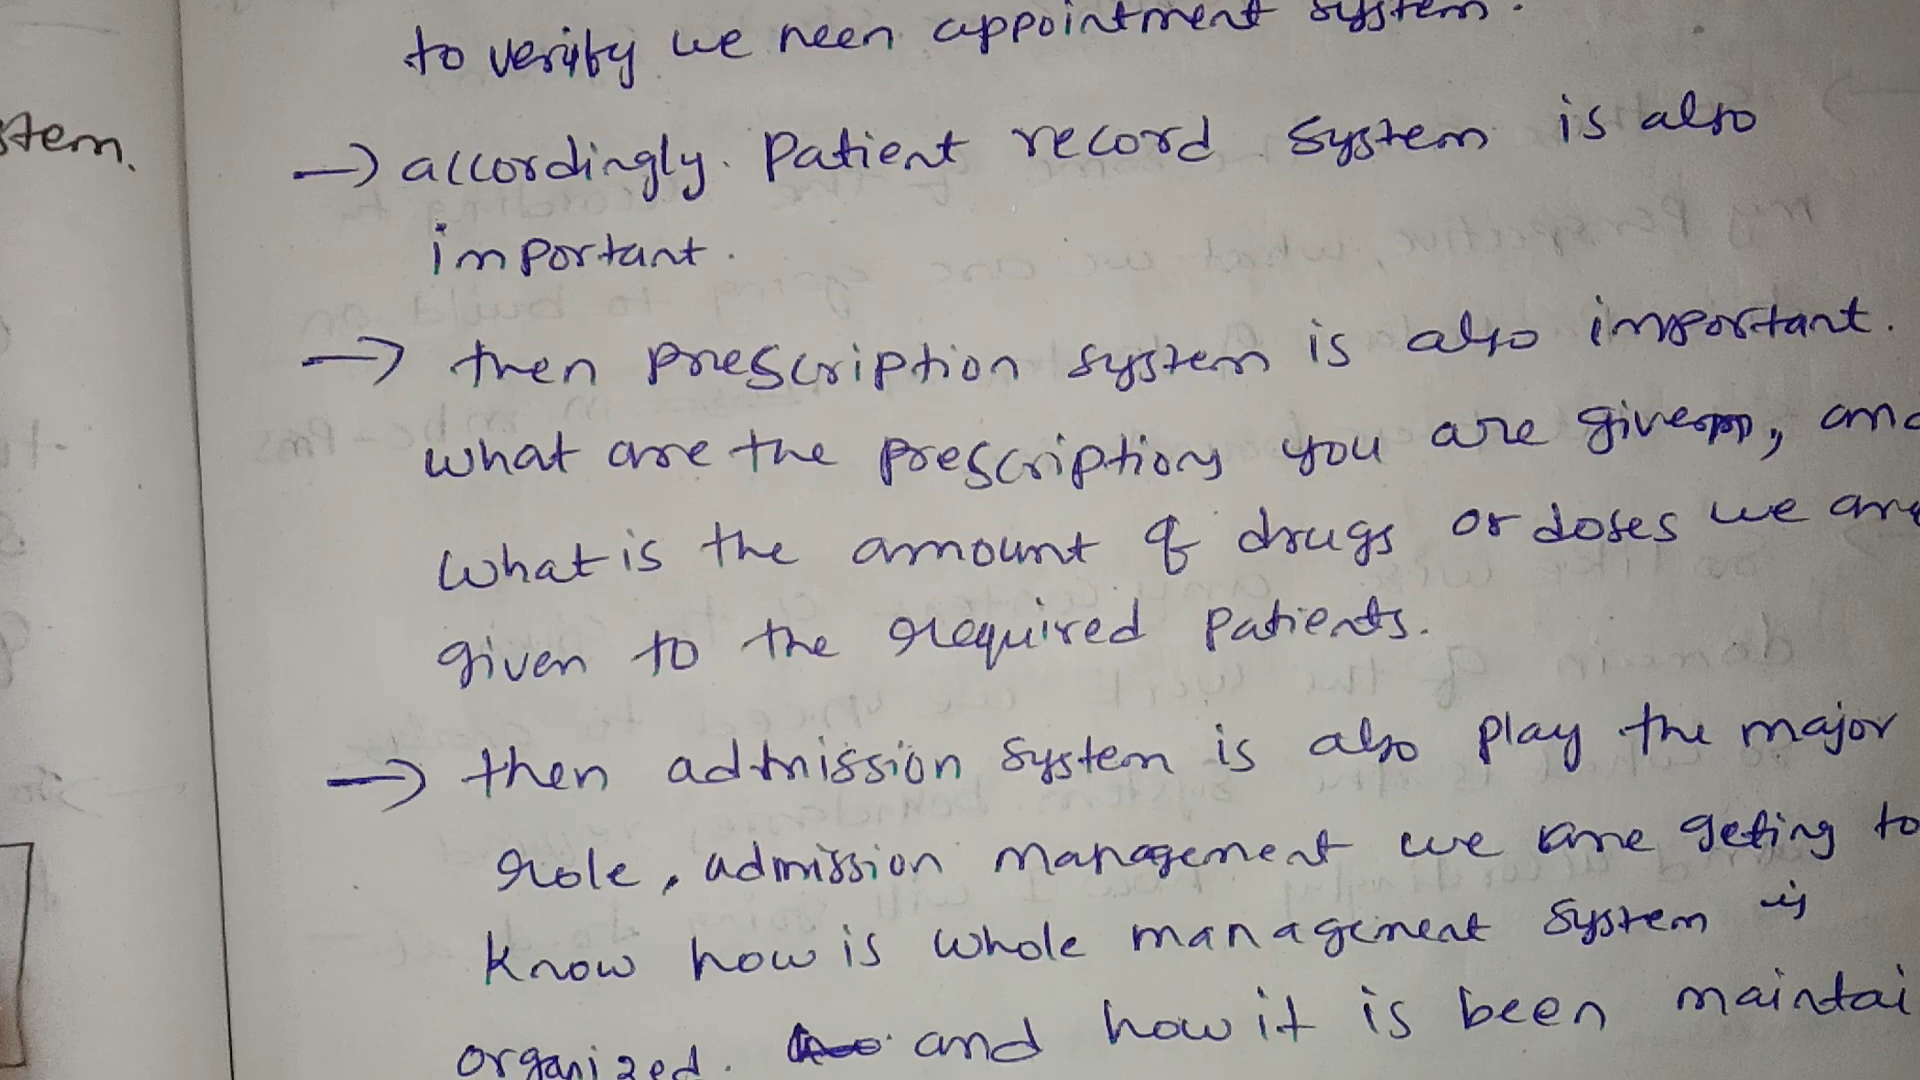 to verify we neen appointment system.
stem.
→ accordingly. Patient record system is also
important.
→ then prescription system is also important.
what are the prescriptions you are given, and
what is the amount of drugs or doses we are
given to the required patients.
→ then admission system is also play the major
role, admission management we are geting to
know how is whole management system is
organized. and how it is been maintai